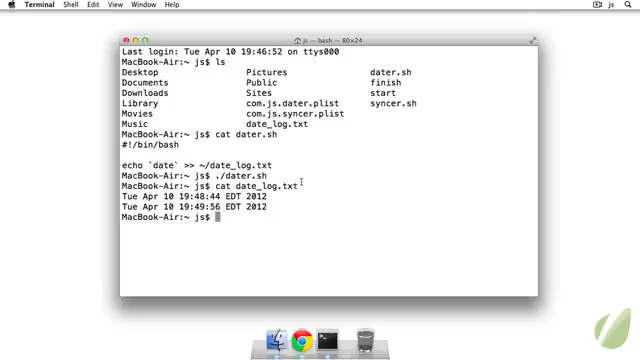 Terminal Shell Edit View Window Help js
js — bash — 80×24
Last login: Tue Apr 10 19:46:52 on ttys000
MacBook-Air:~ js$ ls
Desktop Pictures dater.sh
Documents Public finish
Downloads Sites start
Library com.js.dater.plist syncer.sh
Movies com.js.syncer.plist
Music date_log.txt
MacBook-Air:~ js$ cat dater.sh
#!/bin/bash
echo `date` >> ~/date_log.txt
MacBook-Air:~ js$ ./dater.sh
MacBook-Air:~ js$ cat date_log.txt
Tue Apr 10 19:48:44 EDT 2012
Tue Apr 10 19:49:56 EDT 2012
MacBook-Air:~ js$